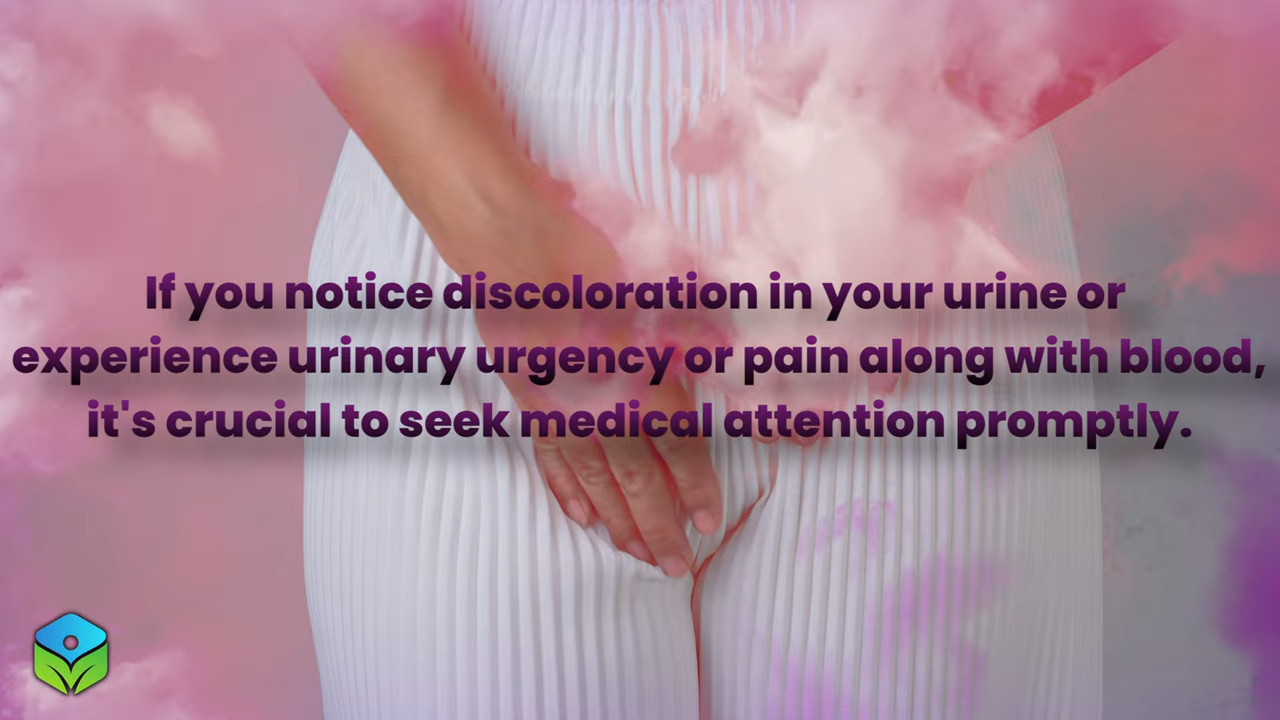 If you notice discoloration in your urine or
experience urinary urgency or pain along with blood,
it's crucial to seek medical attention promptly.